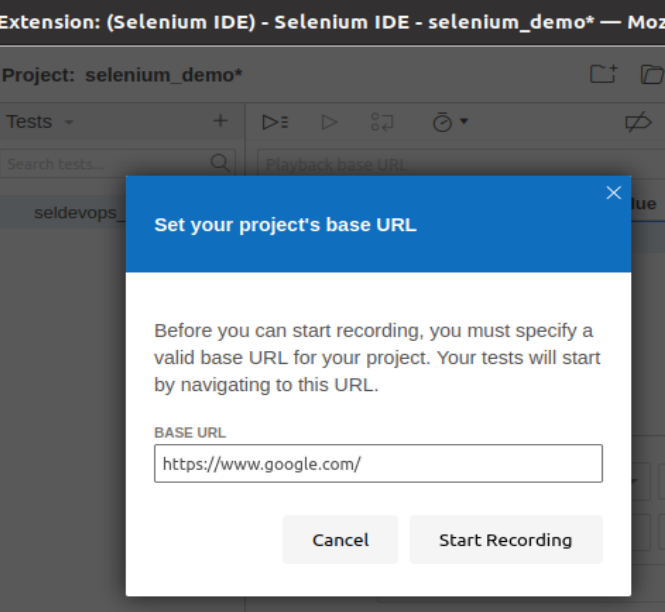 Extension: (Selenium IDE) - Selenium IDE - selenium_demo* — Moz
Project: selenium_demo*
Tests
Search tests...
Playback base URL
seldevops_
lue
Set your project's base URL
Before you can start recording, you must specify a
valid base URL for your project. Your tests will start
by navigating to this URL.
BASE URL
https://www.google.com/
Cancel
Start Recording